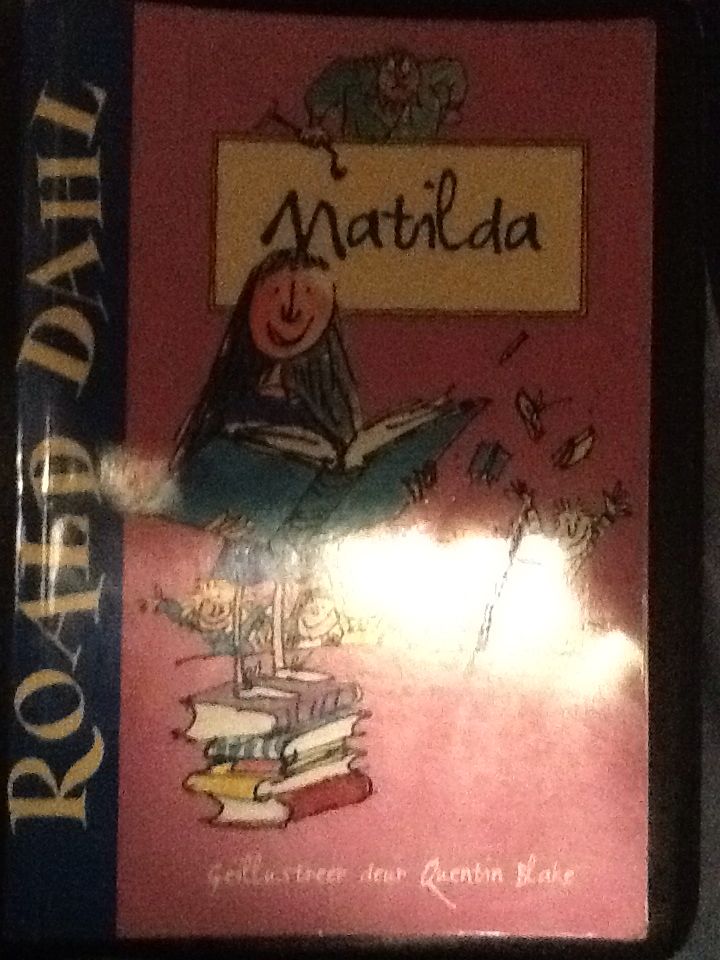 ROALD DAHL
Matilda
Geïllustreer deur Quentin Blake